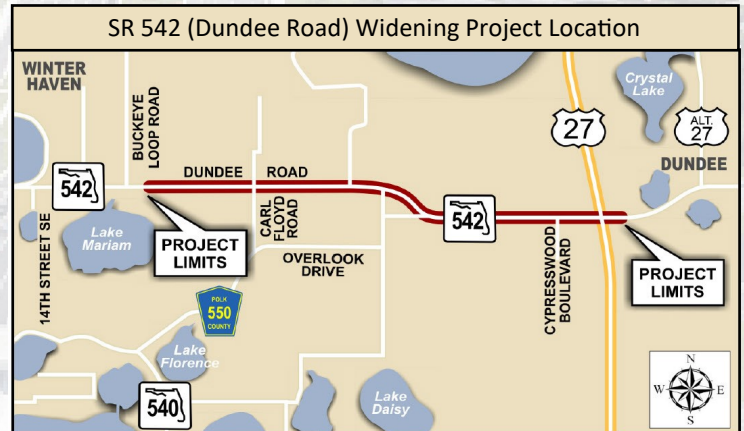 SR 542 (Dundee Road) Widening Project Location
WINTER
HAVEN
BUCKEYE
LOOP ROAD
Crystal
Lake
27
ALT.
27
DUNDEE
DUNDEE ROAD
542
542
CARL
FLOYD
ROAD
Lake
Mariam
PROJECT
LIMITS
14TH STREET SE
OVERLOOK
DRIVE
CYPRESSWOOD
BOULEVARD
PROJECT
LIMITS
POLK
550
COUNTY
Lake
Florence
540
Lake
Daisy
N
W E
S